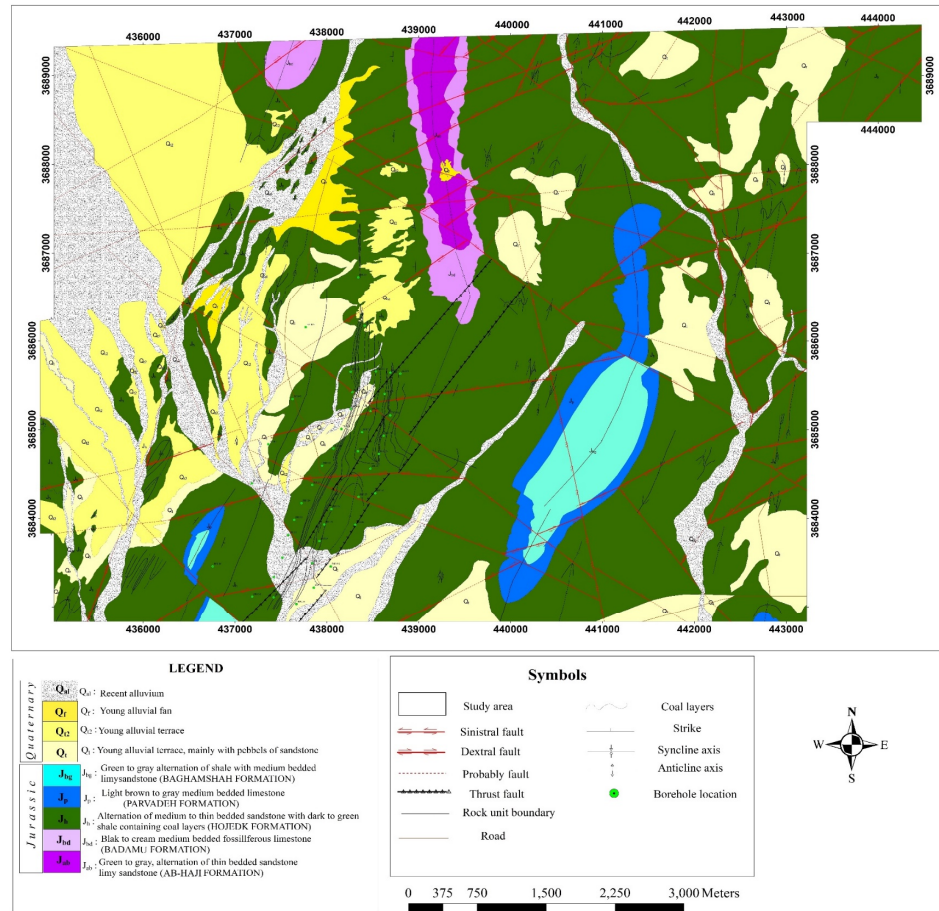 436000 437000 438000 439000 440000 441000 442000 443000 444000
3689000
3688000
3687000
3686000
3685000
3684000
3689000
444000
3688000
3687000
3686000
3685000
3684000
436000 437000 438000 439000 440000 441000 442000 443000
LEGEND
Quaternary
Qal Qal : Recent alluvium
Qf Qf : Young alluvial fan
Qt2 Qt2 : Young alluvial terrace
Qt Qt : Young alluvial terrace, mainly with pebbels of sandstone
Jurassic
Jbg Jbg : Green to gray alternation of shale with medium bedded
limysandstone (BAGHAMSHAH FORMATION)
Jp Jp : Light brown to gray medium bedded limestone
(PARVADEH FORMATION)
Jh Jh : Alternation of medium to thin bedded sandstone with dark to green
shale containing coal layers (HOJEDK FORMATION)
Jbd Jbd : Blak to cream medium bedded fossillferous limestone
(BADAMU FORMATION)
Jab Jab : Green to gray, alternation of thin bedded sandstone
limy sandstone (AB-HAJI FORMATION)
Symbols
Study area
Sinistral fault
Dextral fault
Probably fault
Thrust fault
Rock unit boundary
Road
Coal layers
Strike
Syncline axis
Anticline axis
Borehole location
N
W E
S
0 375 750 1,500 2,250 3,000 Meters